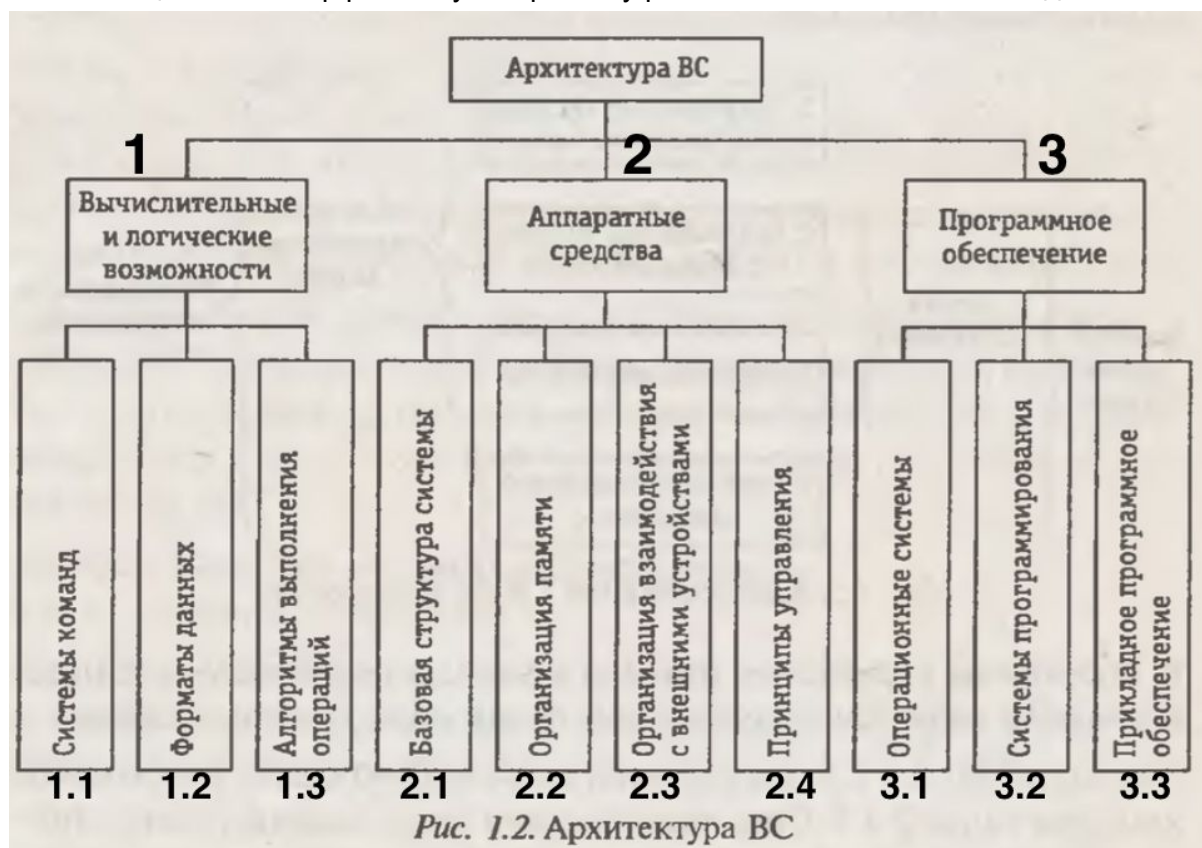 Архитектура ВС
1
2
3
Вычислительные
и логические
возможности
Аппаратные
средства
Программное
обеспечение
Системы команд
Форматы данных
Алгоритмы выполнения
операций
Базовая структура системы
Организация памяти
Организация взаимодействия
с внешними устройствами
Принципы управления
Операционные системы
Системы программирования
Прикладное программное
обеспечение
1.1
1.2
1.3
2.1
2.2
2.3
2.4
3.1
3.2
3.3
Рис. 1.2. Архитектура ВС